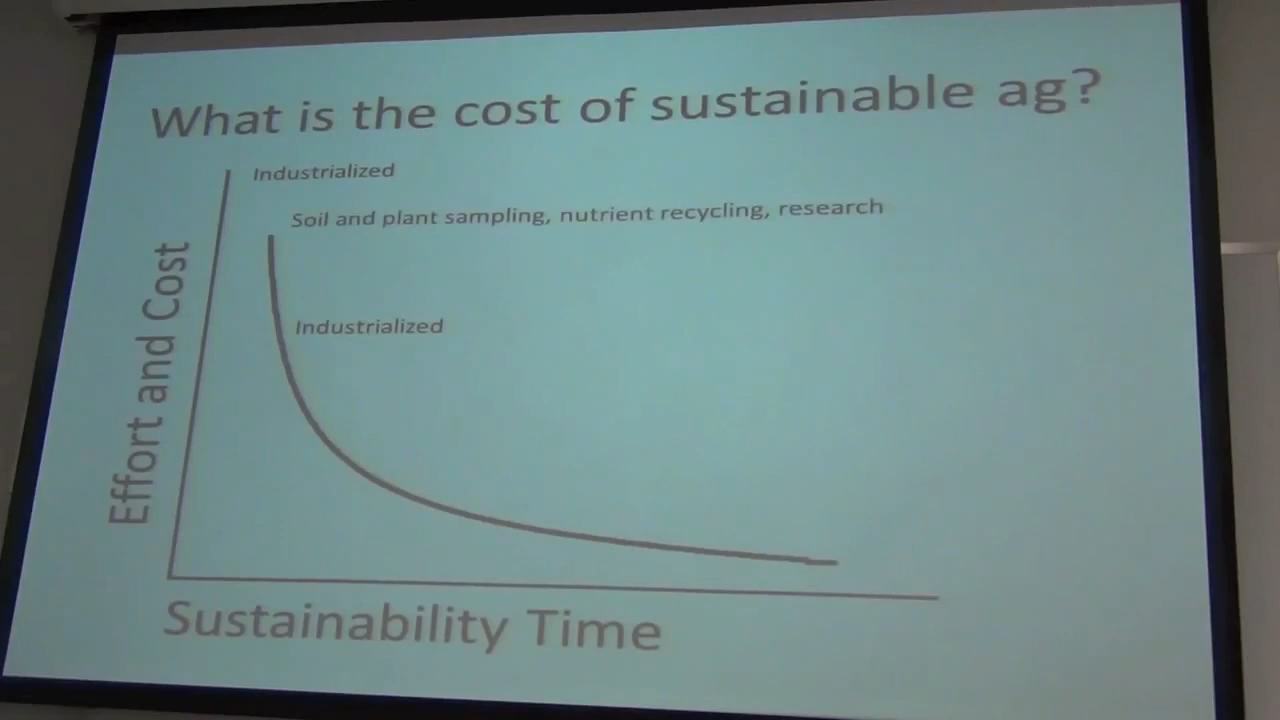 What is the cost of sustainable ag?
Industrialized
Soil and plant sampling, nutrient recycling, research
Industrialized
Effort and Cost
Sustainability Time